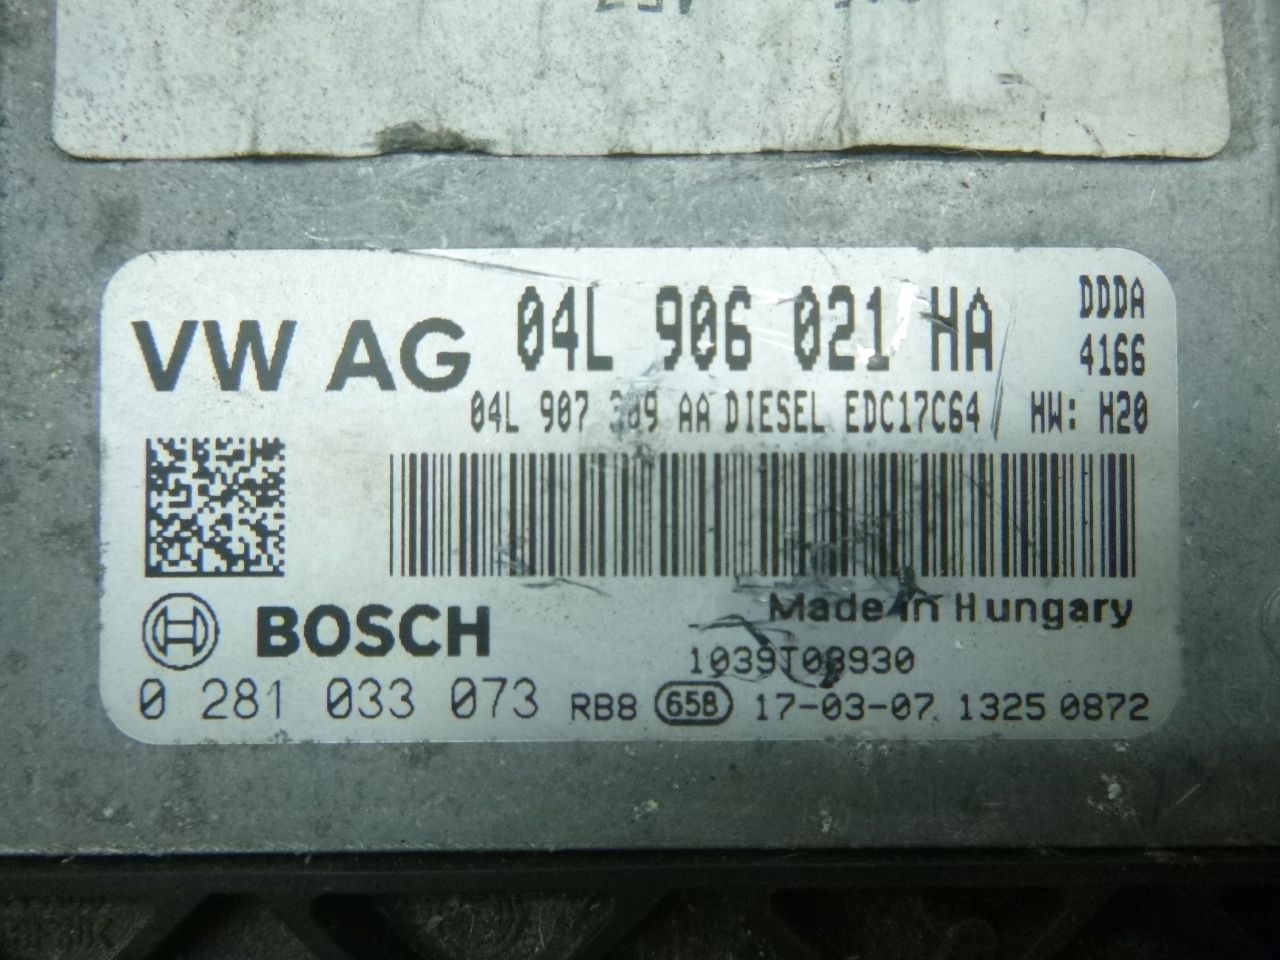 VW AG 04L 906 021 HA DDDA
4166
04L 907 309 AA DIESEL EDC17C64 HW: H20
BOSCH
Made in Hungary
1039T08930
0 281 033 073 RB8 65B 17-03-07 1325 0872